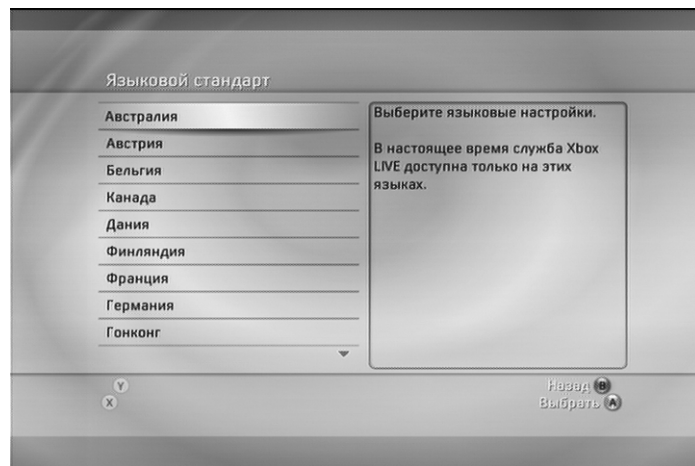 Языковой стандарт
Австралия
Австрия
Бельгия
Канада
Дания
Финляндия
Франция
Германия
Гонконг
Выберите языковые настройки.
В настоящее время служба Xbox
LIVE доступна только на этих
языках.
Y
X
Назад B
Выбрать A